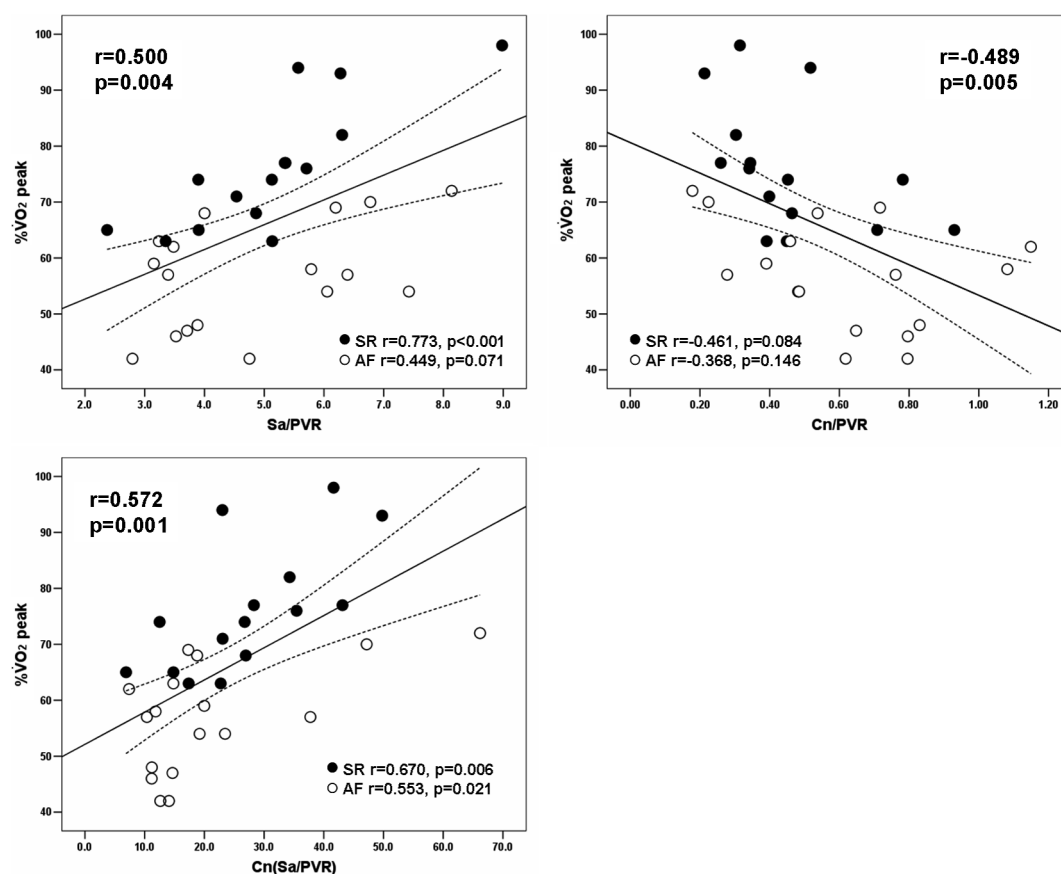 r=0.500
p=0.004
%V̇O2 peak
100
90
80
70
60
50
40
SR r=0.773, p<0.001
AF r=0.449, p=0.071
2.0 3.0 4.0 5.0 6.0 7.0 8.0 9.0
Sa/PVR
r=-0.489
p=0.005
%V̇O2 peak
100
90
80
70
60
50
40
SR r=-0.461, p=0.084
AF r=-0.368, p=0.146
0.00 0.20 0.40 0.60 0.80 1.00 1.20
Cn/PVR
r=0.572
p=0.001
%V̇O2 peak
100
90
80
70
60
50
40
SR r=0.670, p=0.006
AF r=0.553, p=0.021
0.0 10.0 20.0 30.0 40.0 50.0 60.0 70.0
Cn(Sa/PVR)